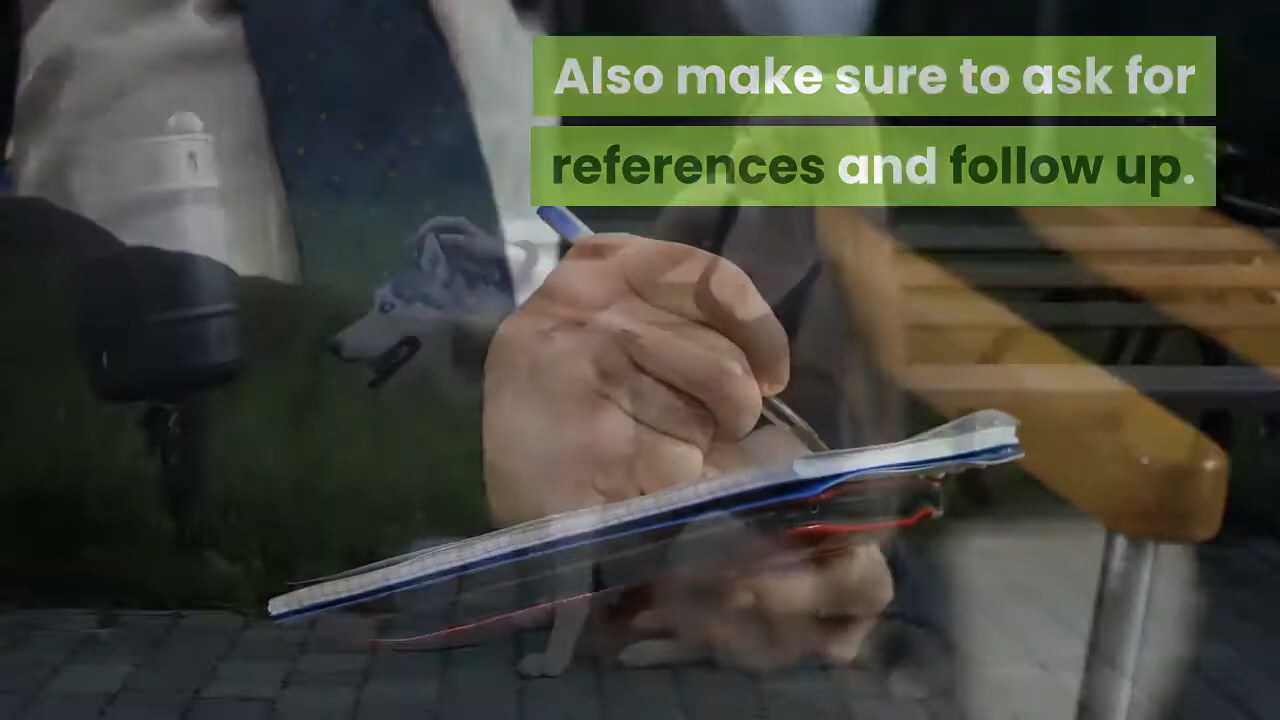 Also make sure to ask for
references and follow up.